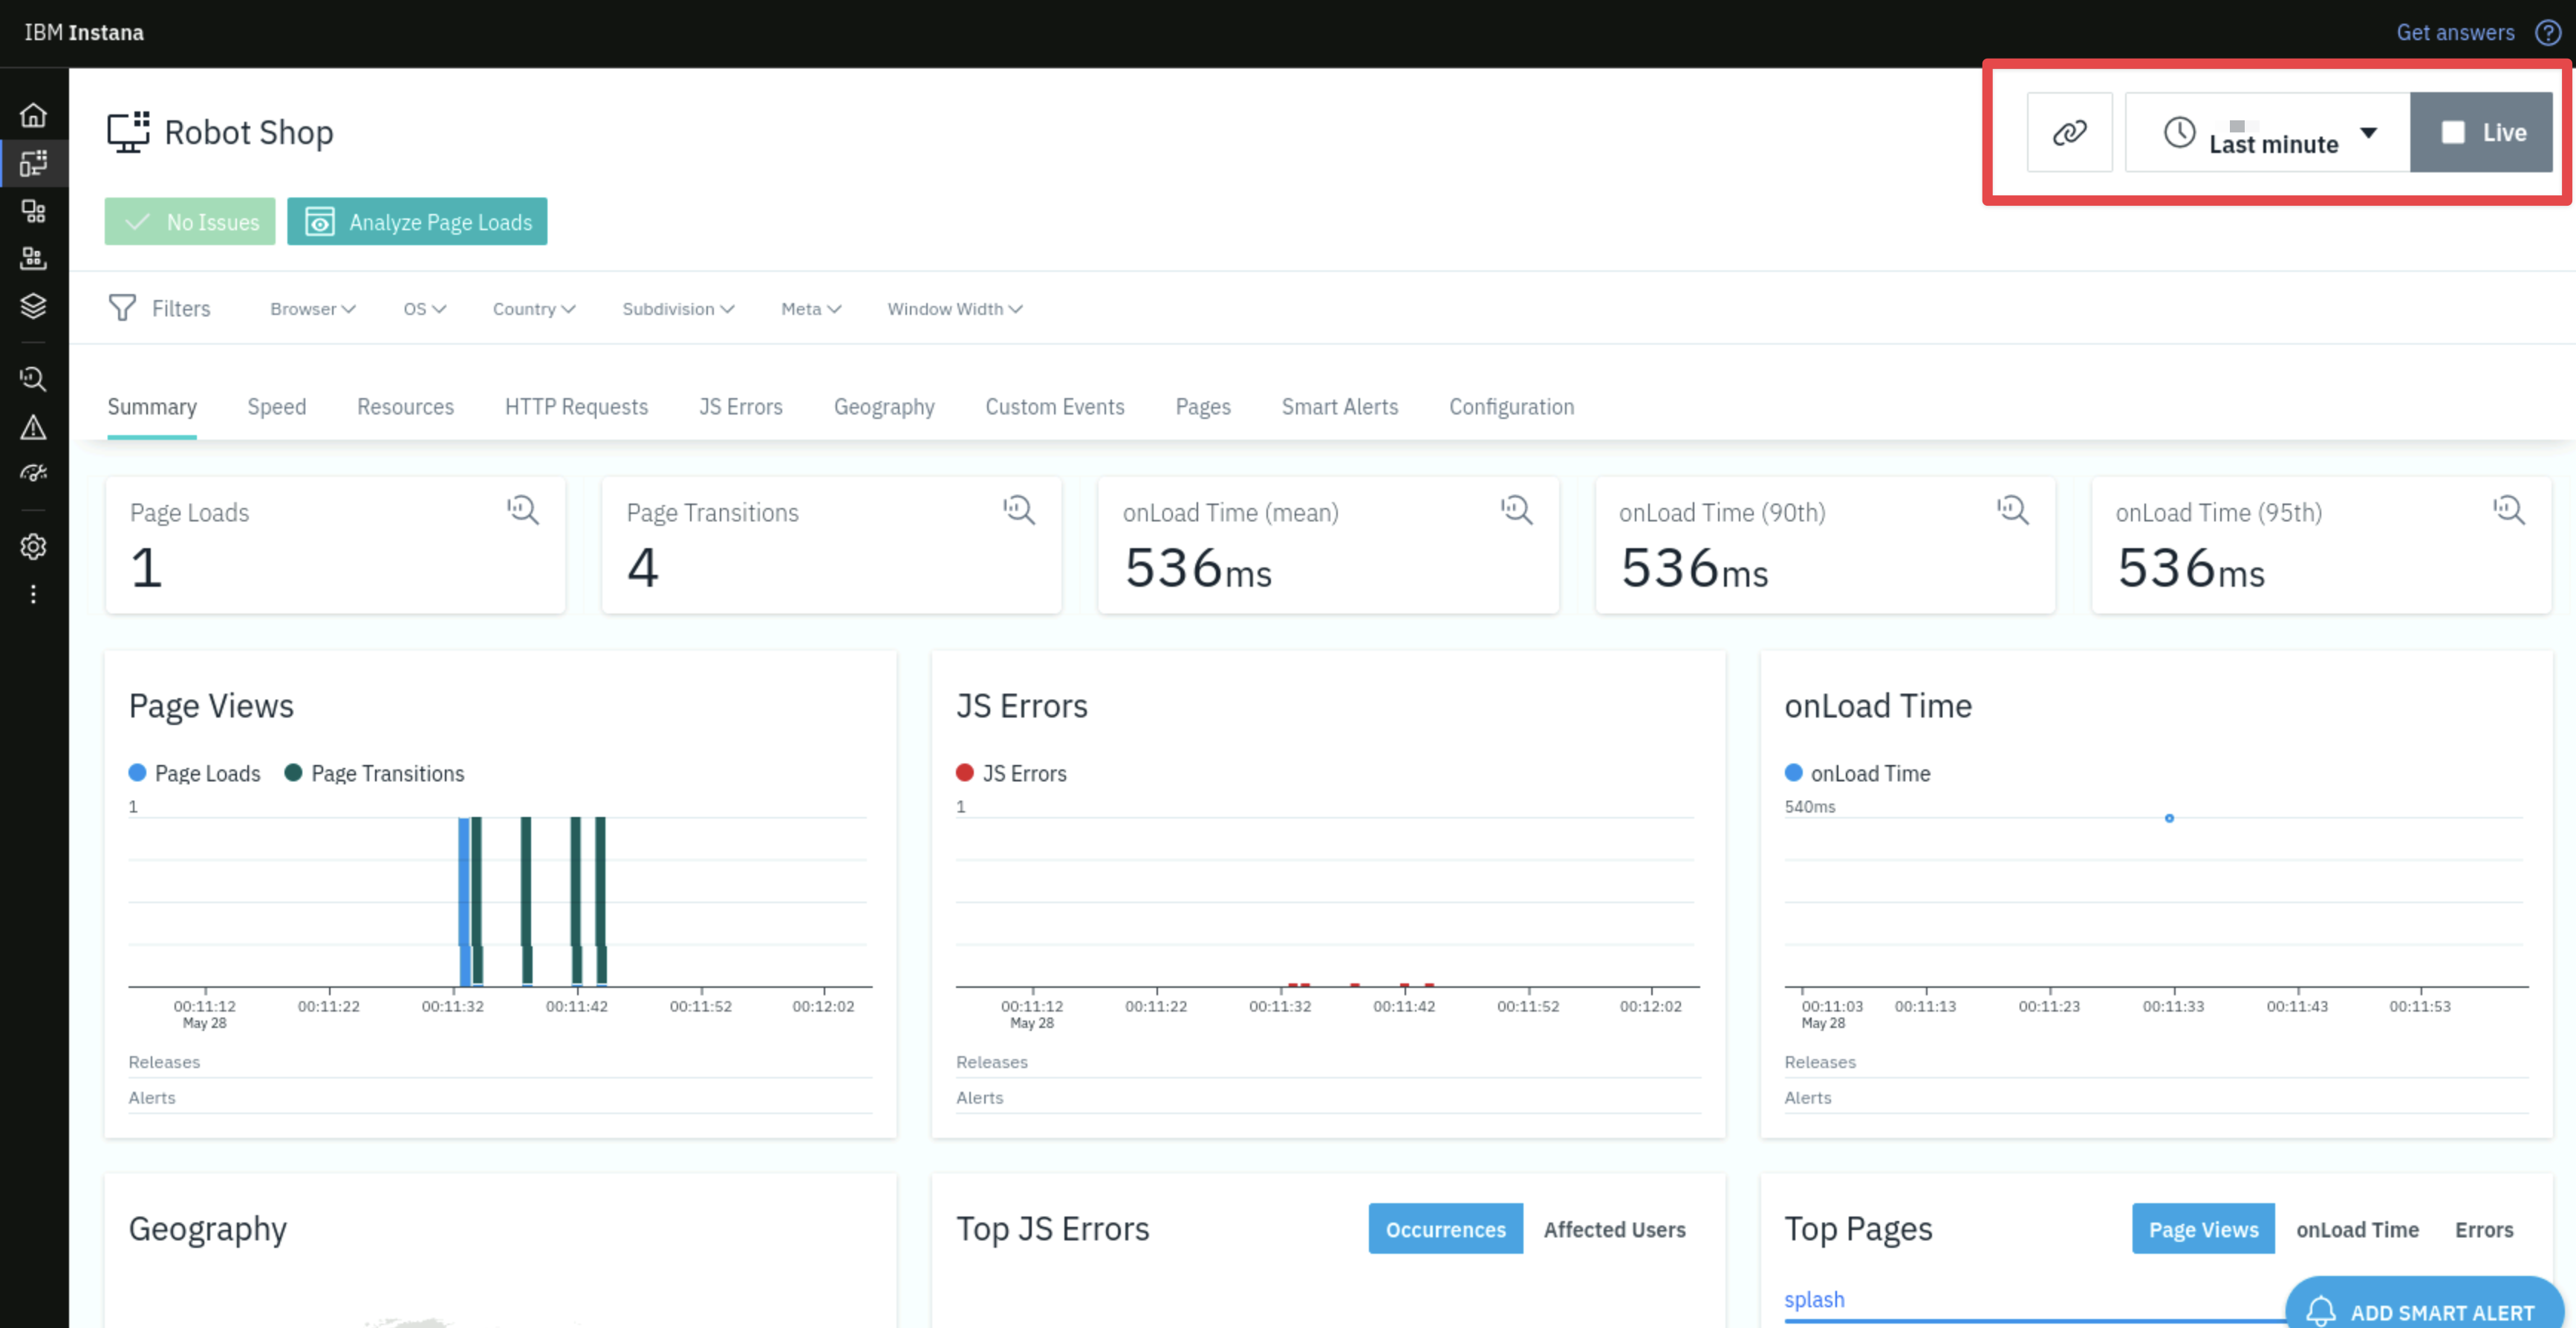 IBM Instana
Get answers
Robot Shop
Last minute
Live
No Issues
Analyze Page Loads
Filters
Browser
OS
Country
Subdivision
Meta
Window Width
Summary
Speed
Resources
HTTP Requests
JS Errors
Geography
Custom Events
Pages
Smart Alerts
Configuration
Page Loads
1
Page Transitions
4
onLoad Time (mean)
536ms
onLoad Time (90th)
536ms
onLoad Time (95th)
536ms
Page Views
Page Loads
Page Transitions
1
00:11:12
May 28
00:11:22
00:11:32
00:11:42
00:11:52
00:12:02
Releases
Alerts
JS Errors
JS Errors
1
00:11:12
May 28
00:11:22
00:11:32
00:11:42
00:11:52
00:12:02
Releases
Alerts
onLoad Time
onLoad Time
540ms
00:11:03
May 28
00:11:13
00:11:23
00:11:33
00:11:43
00:11:53
Releases
Alerts
Geography
Top JS Errors
Occurrences
Affected Users
Top Pages
Page Views
onLoad Time
Errors
splash
ADD SMART ALERT